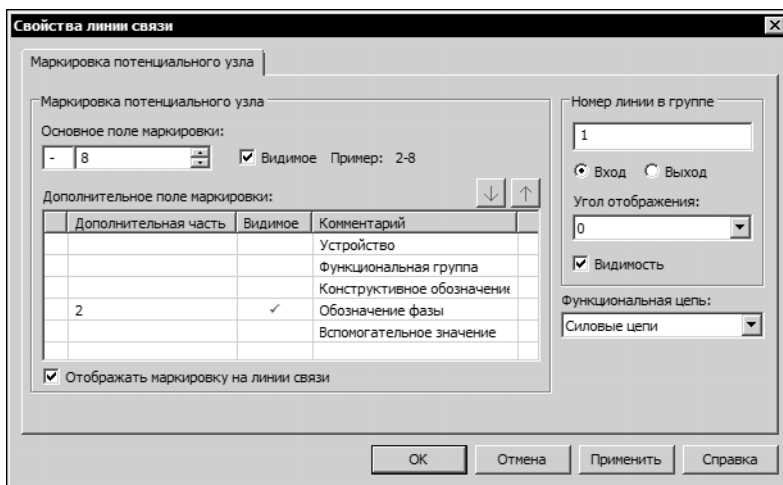 Свойства линии связи
Маркировка потенциального узла
Маркировка потенциального узла
Основное поле маркировки:
- 8 Видимое Пример: 2-8
Дополнительное поле маркировки:
Дополнительная часть Видимое Комментарий
Устройство
Функциональная группа
Конструктивное обозначение
2 Обозначение фазы
Вспомогательное значение
Отображать маркировку на линии связи
Номер линии в группе
1
Вход Выход
Угол отображения:
0
Видимость
Функциональная цепь:
Силовые цепи
ОК Отмена Применить Справка